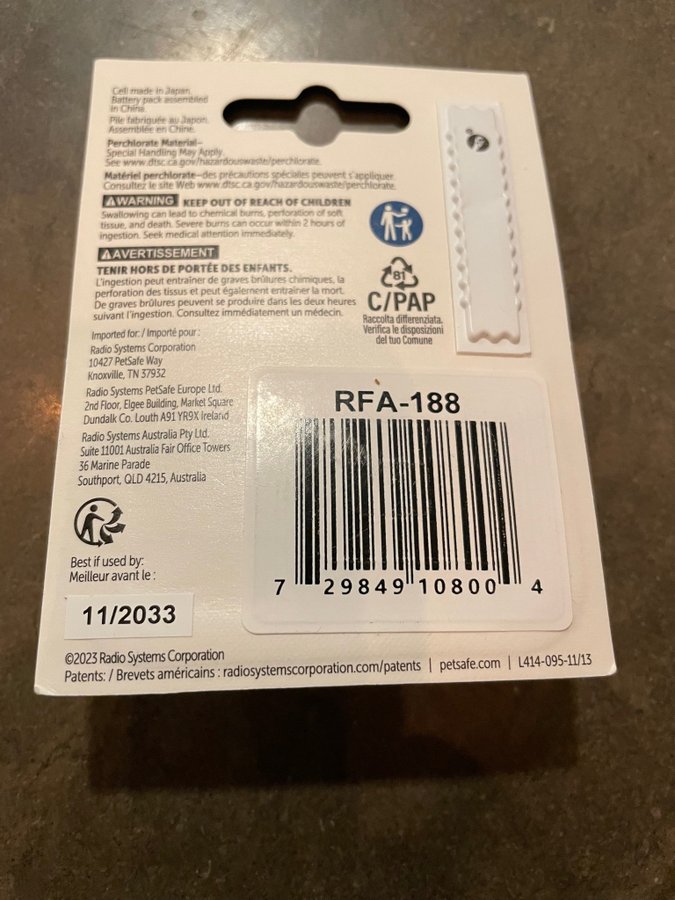 Cell made in Japan.
Battery pack assembled
in China.
Pile fabriquée au Japon.
Assemblée en Chine.
Perchlorate Material–
Special Handling May Apply.
See www.dtsc.ca.gov/hazardouswaste/perchlorate.
Matériel perchlorate–des précautions spéciales peuvent s'appliquer.
Consultez le site Web www.dtsc.ca.gov/hazardouswaste/perchlorate.
WARNING KEEP OUT OF REACH OF CHILDREN
Swallowing can lead to chemical burns, perforation of soft
tissue, and death. Severe burns can occur within 2 hours of
ingestion. Seek medical attention immediately.
AVERTISSEMENT
TENIR HORS DE PORTÉE DES ENFANTS.
L'ingestion peut entraîner de graves brûlures chimiques, la
perforation des tissus et peut également entraîner la mort.
De graves brûlures peuvent se produire dans les deux heures
suivant l'ingestion. Consultez immédiatement un médecin.
81
C/PAP
Raccolta differenziata.
Verifica le disposizioni
del tuo Comune
Imported for: / Importé pour :
Radio Systems Corporation
10427 PetSafe Way
Knoxville, TN 37932
Radio Systems PetSafe Europe Ltd.
2nd Floor, Elgee Building, Market Square
Dundalk Co. Louth A91 YR9X Ireland
Radio Systems Australia Pty Ltd.
Suite 11001 Australia Fair Office Towers
36 Marine Parade
Southport, QLD 4215, Australia
RFA-188
7 29849 10800 4
Best if used by:
Meilleur avant le :
11/2033
©2023 Radio Systems Corporation
Patents: / Brevets américains : radiosystemscorporation.com/patents | petsafe.com | L414-095-11/13